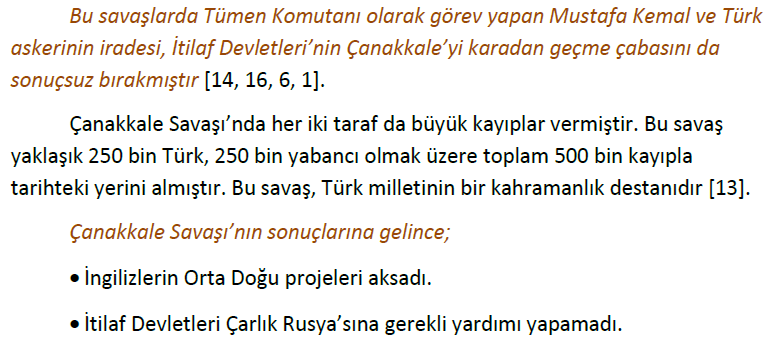 Bu savaşlarda Tümen Komutanı olarak görev yapan Mustafa Kemal ve Türk
askerinin iradesi, İtilaf Devletleri’nin Çanakkale’yi karadan geçme çabasını da
sonuçsuz bırakmıştır [14, 16, 6, 1].
Çanakkale Savaşı’nda her iki taraf da büyük kayıplar vermiştir. Bu savaş
yaklaşık 250 bin Türk, 250 bin yabancı olmak üzere toplam 500 bin kayıpla
tarihteki yerini almıştır. Bu savaş, Türk milletinin bir kahramanlık destanıdır [13].
Çanakkale Savaşı’nın sonuçlarına gelince;
• İngilizlerin Orta Doğu projeleri aksadı.
• İtilaf Devletleri Çarlık Rusya’sına gerekli yardımı yapamadı.